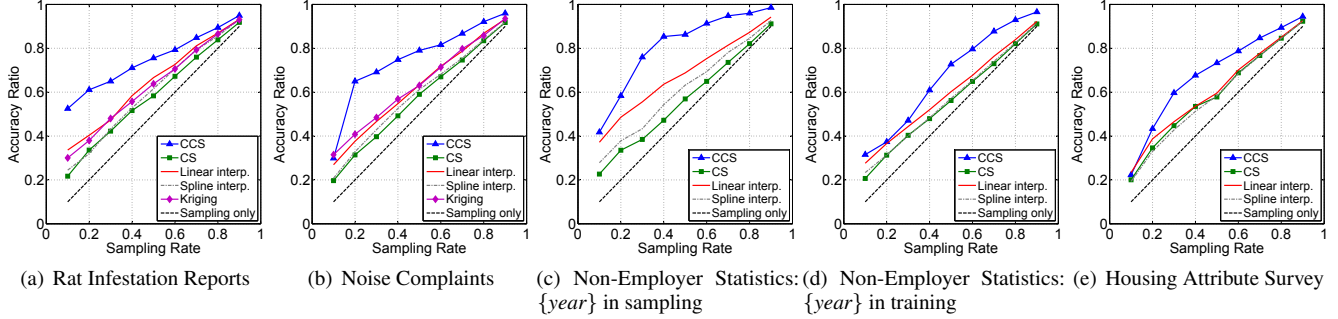 1
0.8
0.6
0.4
0.2
0
Accuracy Ratio
CCS
CS
Linear interp.
Spline interp.
Kriging
Sampling only
0.2 0.4 0.6 0.8 1
Sampling Rate
(a) Rat Infestation Reports
1
0.8
0.6
0.4
0.2
0
Accuracy Ratio
CCS
CS
Linear interp.
Spline interp.
Kriging
Sampling only
0.2 0.4 0.6 0.8 1
Sampling Rate
(b) Noise Complaints
1
0.8
0.6
0.4
0.2
0
Accuracy Ratio
CCS
CS
Linear interp.
Spline interp.
Sampling only
0.2 0.4 0.6 0.8 1
Sampling Rate
(c) Non-Employer Statistics:
{year} in sampling
1
0.8
0.6
0.4
0.2
0
Accuracy Ratio
CCS
CS
Linear interp.
Spline interp.
Sampling only
0.2 0.4 0.6 0.8 1
Sampling Rate
(d) Non-Employer Statistics:
{year} in training
1
0.8
0.6
0.4
0.2
0
Accuracy Ratio
CCS
CS
Linear interp.
Spline interp.
Sampling only
0.2 0.4 0.6 0.8 1
Sampling Rate
(e) Housing Attribute Survey